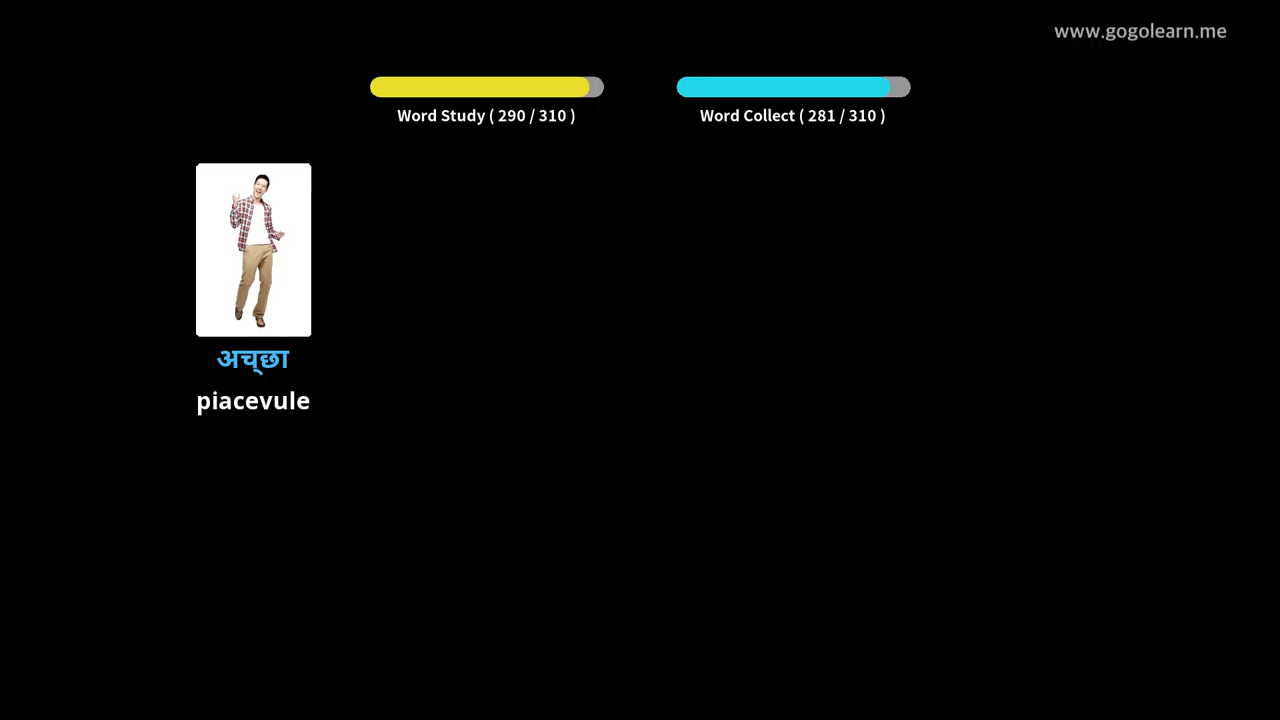 www.gogolearn.me
Word Study ( 290 / 310 )
Word Collect ( 281 / 310 )
अच्छा
piacevule